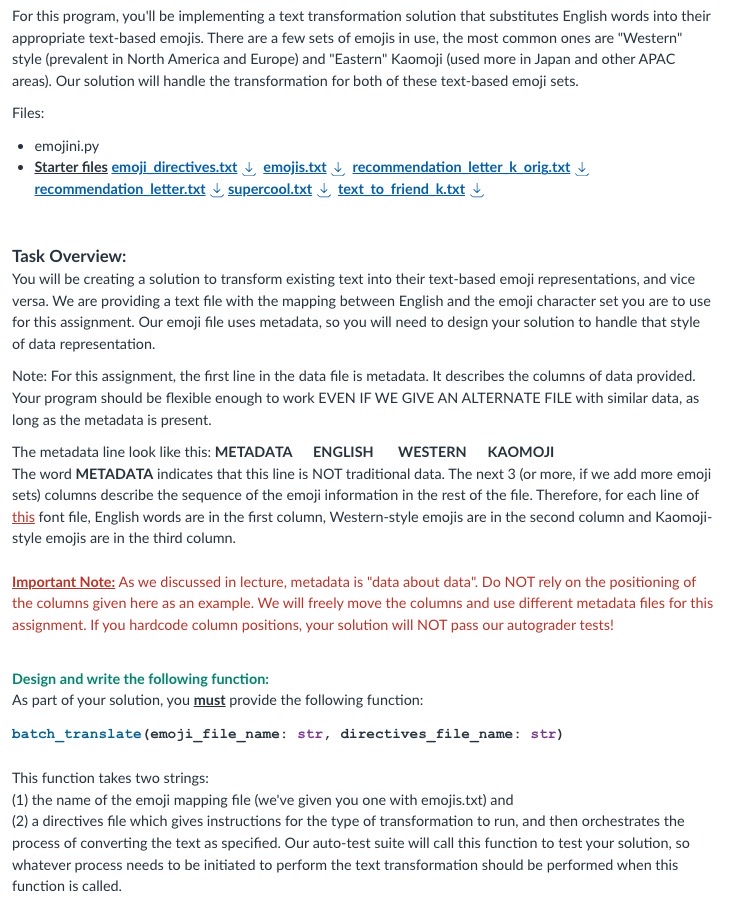 For this program, you'll be implementing a text transformation solution that substitutes English words into their
appropriate text-based emojis. There are a few sets of emojis in use, the most common ones are "Western"
style (prevalent in North America and Europe) and "Eastern" Kaomoji (used more in Japan and other APAC
areas). Our solution will handle the transformation for both of these text-based emoji sets.
Files:
• emojini.py
• Starter files emoji_directives.txt ↓ emojis.txt ↓ recommendation_letter_k_orig.txt ↓
recommendation_letter.txt ↓ supercool.txt ↓ text_to_friend_k.txt ↓
Task Overview:
You will be creating a solution to transform existing text into their text-based emoji representations, and vice
versa. We are providing a text file with the mapping between English and the emoji character set you are to use
for this assignment. Our emoji file uses metadata, so you will need to design your solution to handle that style
of data representation.
Note: For this assignment, the first line in the data file is metadata. It describes the columns of data provided.
Your program should be flexible enough to work EVEN IF WE GIVE AN ALTERNATE FILE with similar data, as
long as the metadata is present.
The metadata line look like this: METADATA ENGLISH WESTERN KAOMOJI
The word METADATA indicates that this line is NOT traditional data. The next 3 (or more, if we add more emoji
sets) columns describe the sequence of the emoji information in the rest of the file. Therefore, for each line of
this font file, English words are in the first column, Western-style emojis are in the second column and Kaomoji-
style emojis are in the third column.
Important Note: As we discussed in lecture, metadata is "data about data". Do NOT rely on the positioning of
the columns given here as an example. We will freely move the columns and use different metadata files for this
assignment. If you hardcode column positions, your solution will NOT pass our autograder tests!
Design and write the following function:
As part of your solution, you must provide the following function:
batch_translate(emoji_file_name: str, directives_file_name: str)
This function takes two strings:
(1) the name of the emoji mapping file (we've given you one with emojis.txt) and
(2) a directives file which gives instructions for the type of transformation to run, and then orchestrates the
process of converting the text as specified. Our auto-test suite will call this function to test your solution, so
whatever process needs to be initiated to perform the text transformation should be performed when this
function is called.